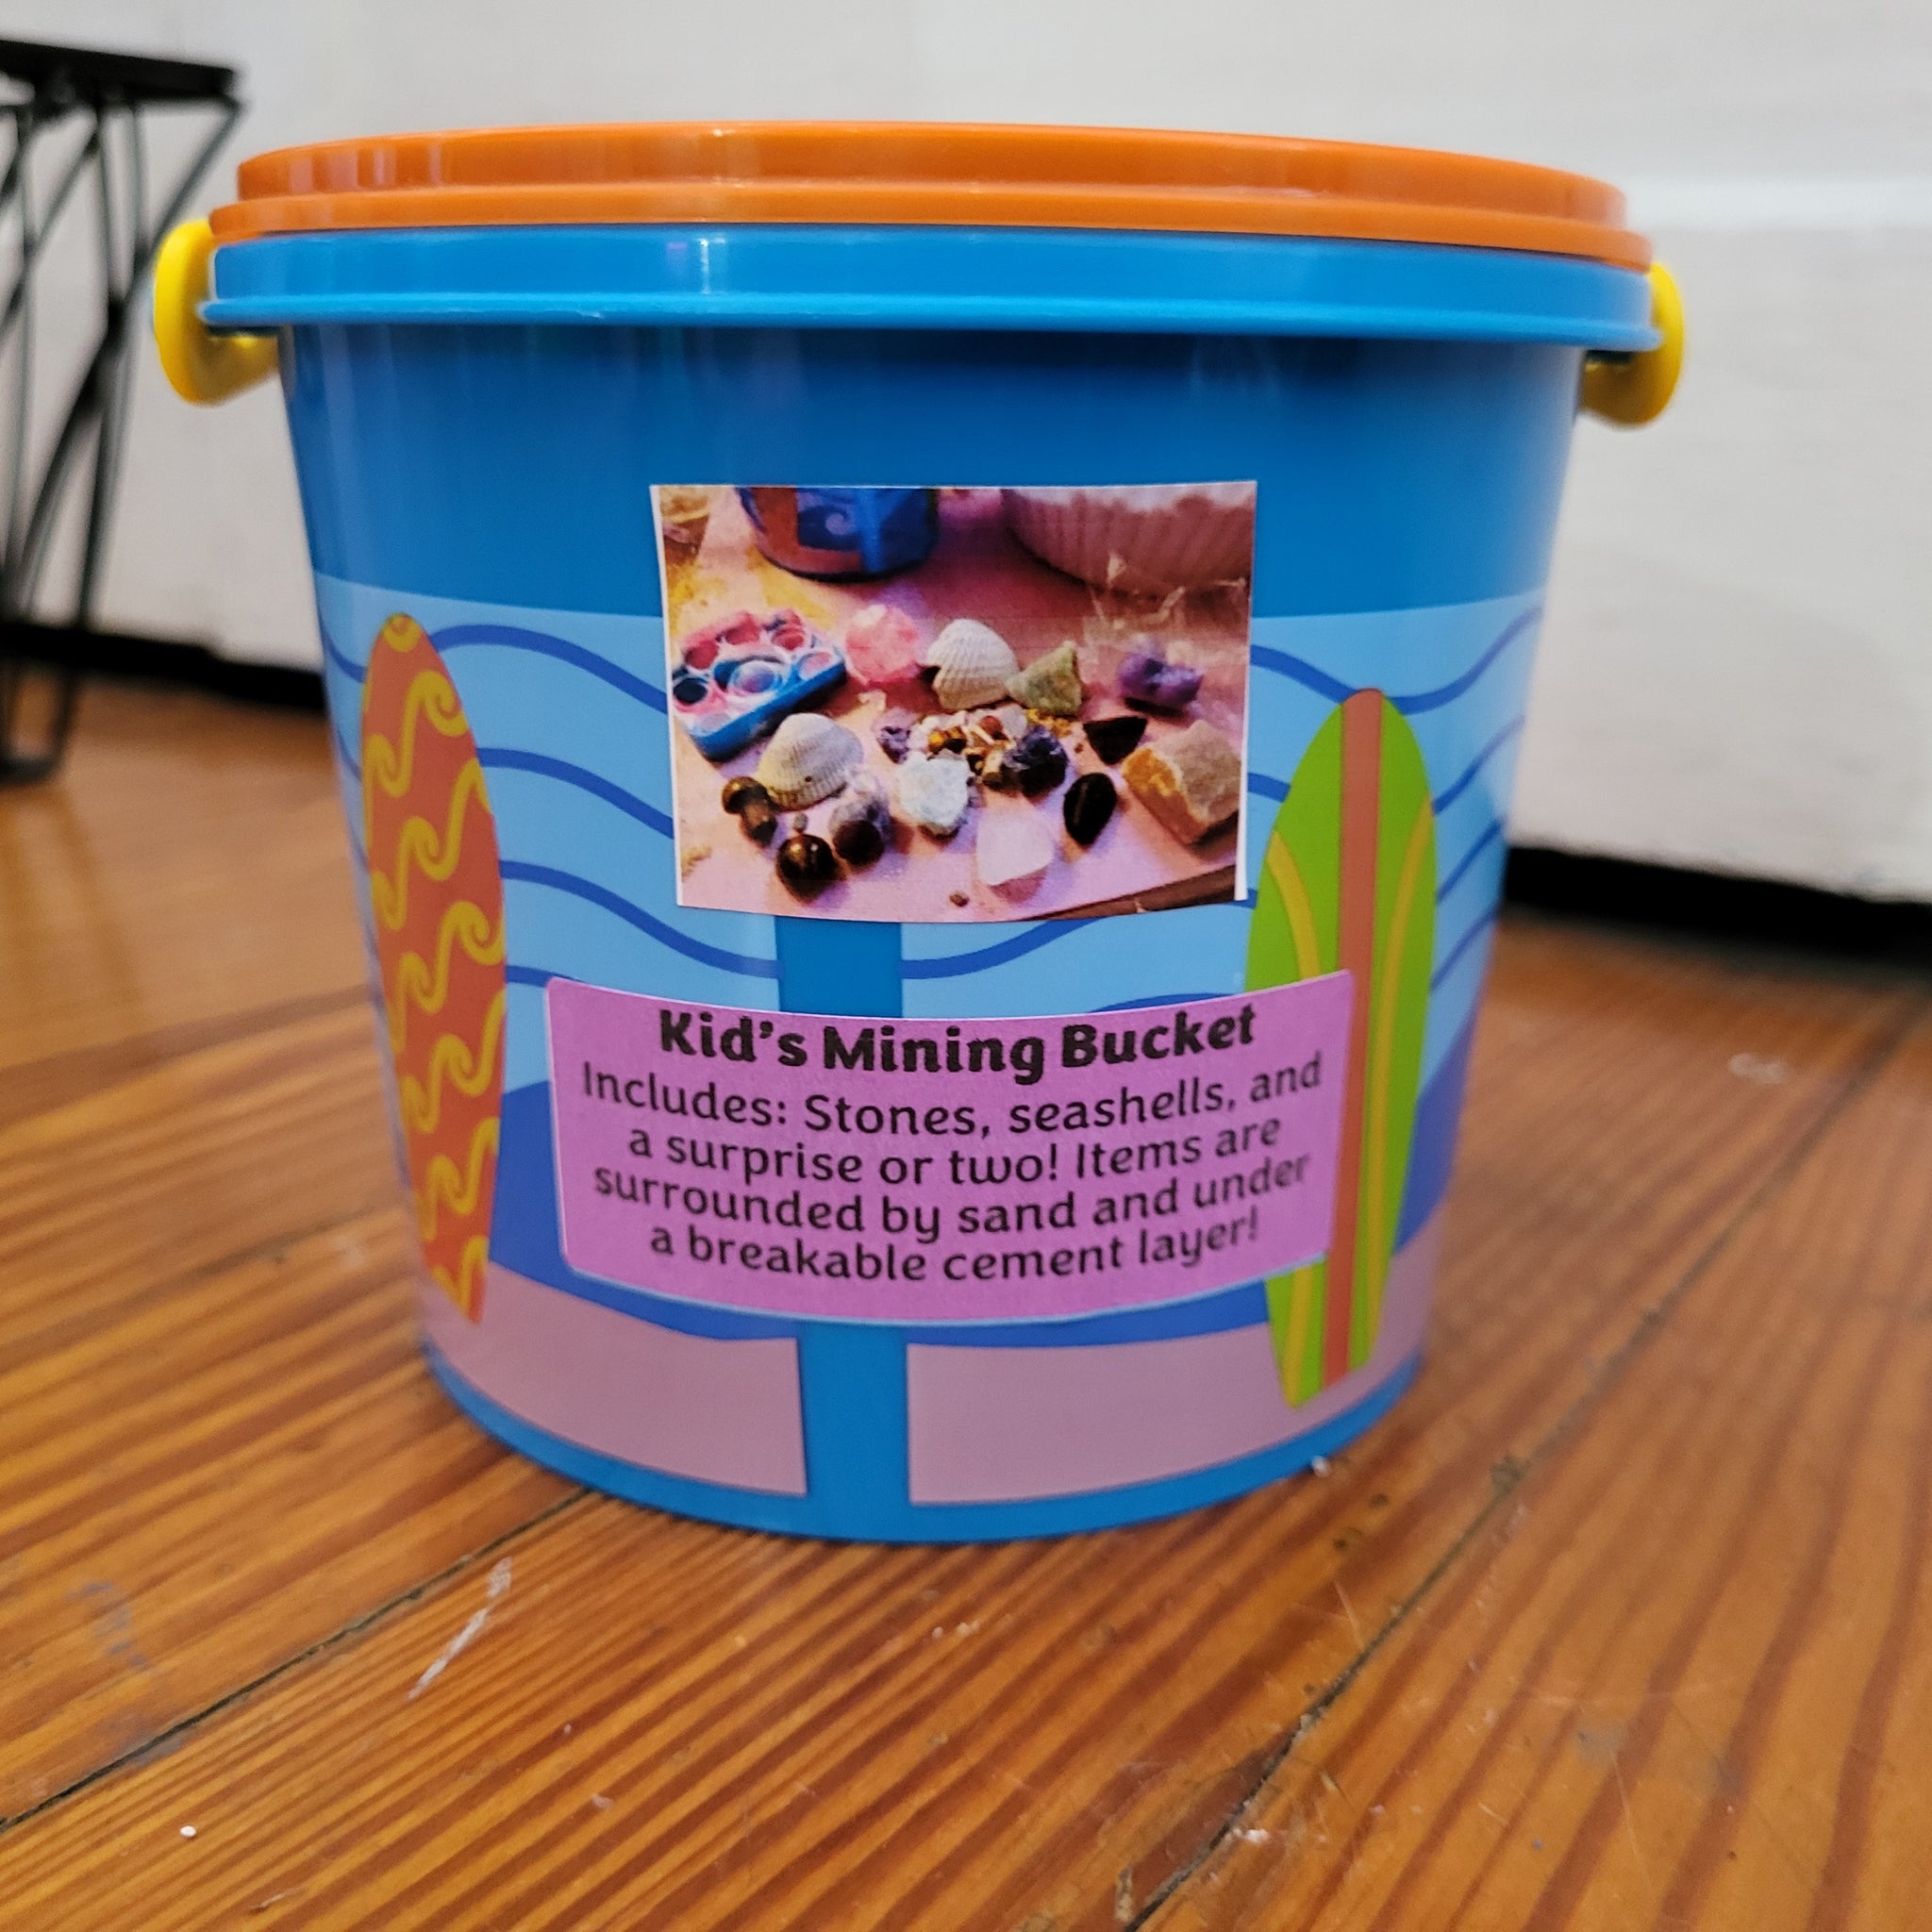 Kid's Mining Bucket
Includes: Stones, seashells, and
a surprise or two! Items are
surrounded by sand and under
a breakable cement layer!